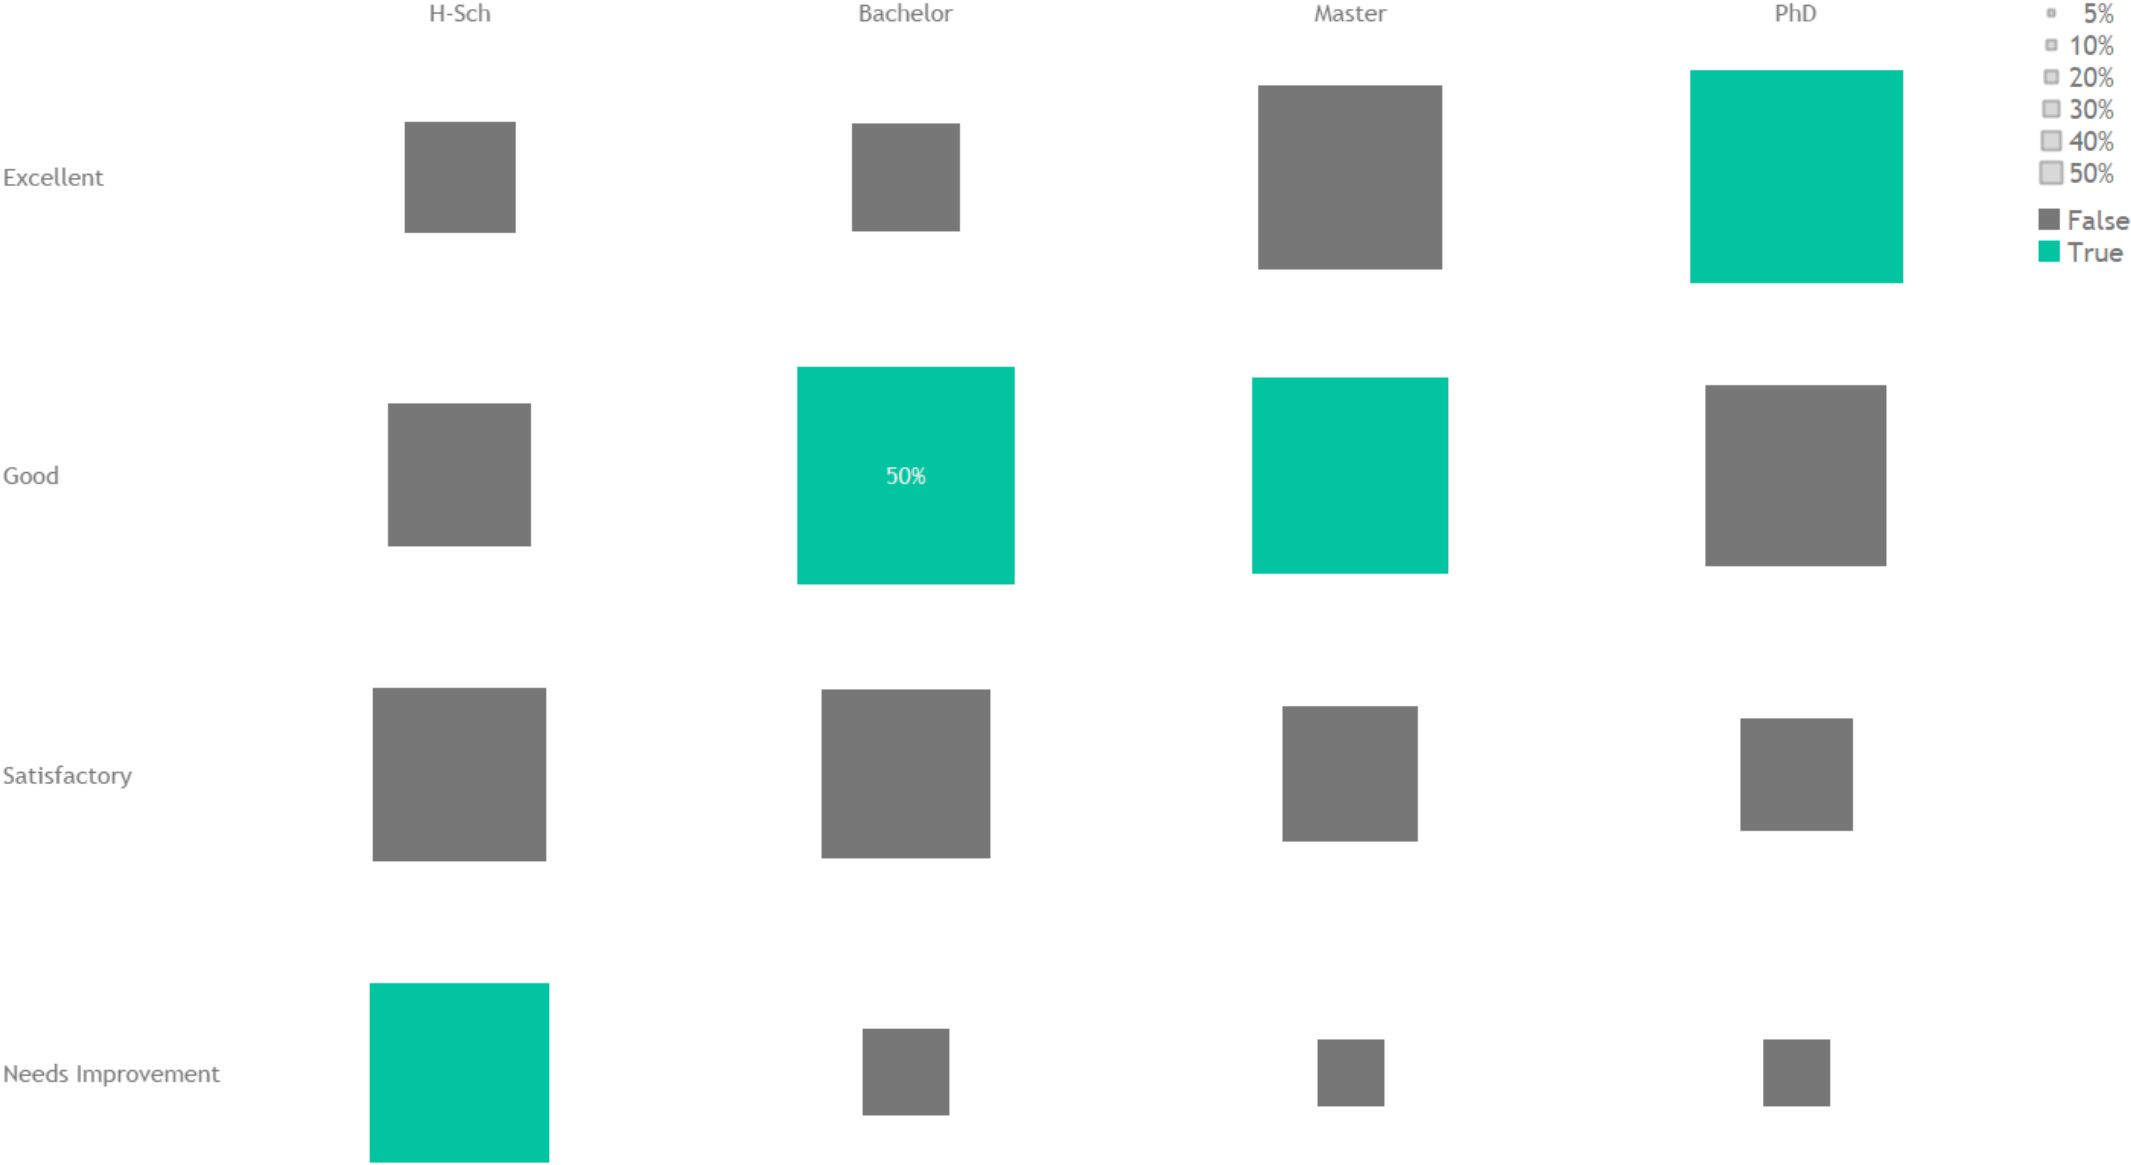 H-Sch Bachelor Master PhD
5%
10%
20%
30%
40%
50%
False
True
Excellent
Good
50%
Satisfactory
Needs Improvement